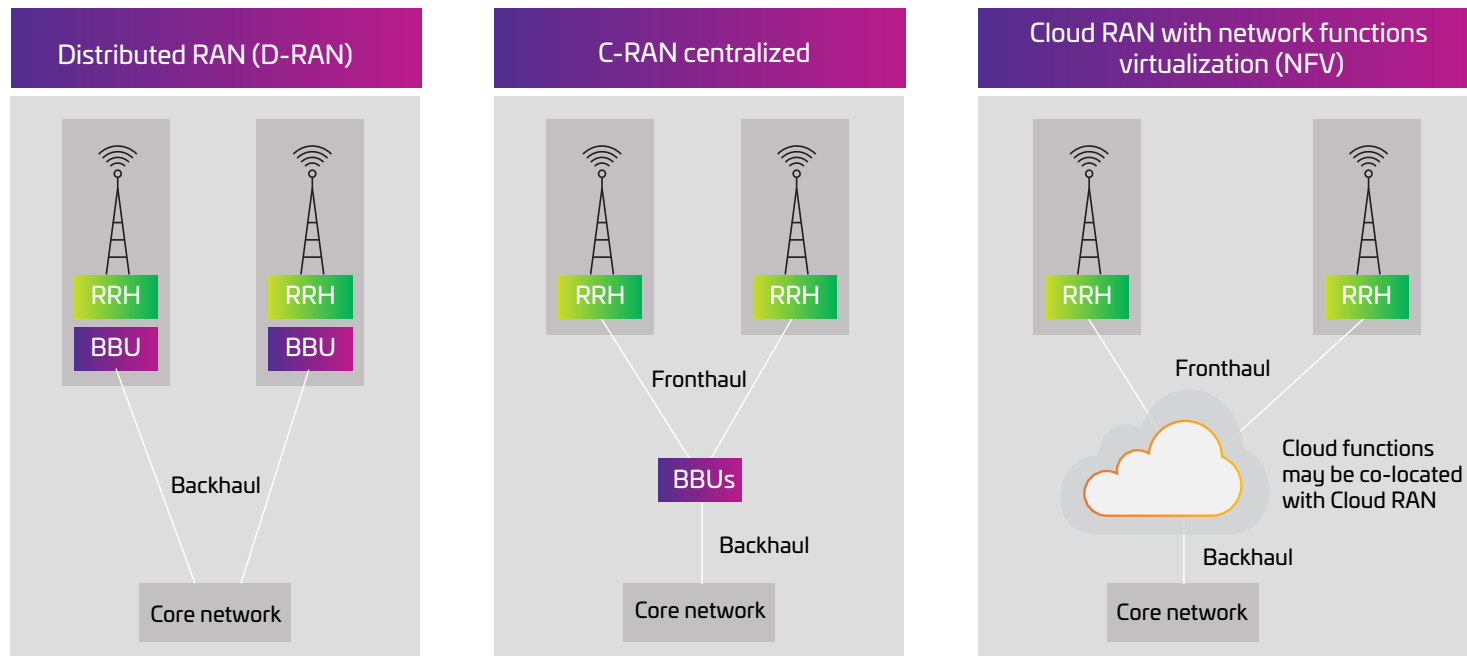 Distributed RAN (D-RAN)
RRH
RRH
BBU
BBU
Backhaul
Core network
C-RAN centralized
RRH
RRH
Fronthaul
BBUs
Backhaul
Core network
Cloud RAN with network functions
virtualization (NFV)
RRH
RRH
Fronthaul
Cloud functions
may be co-located
with Cloud RAN
Backhaul
Core network